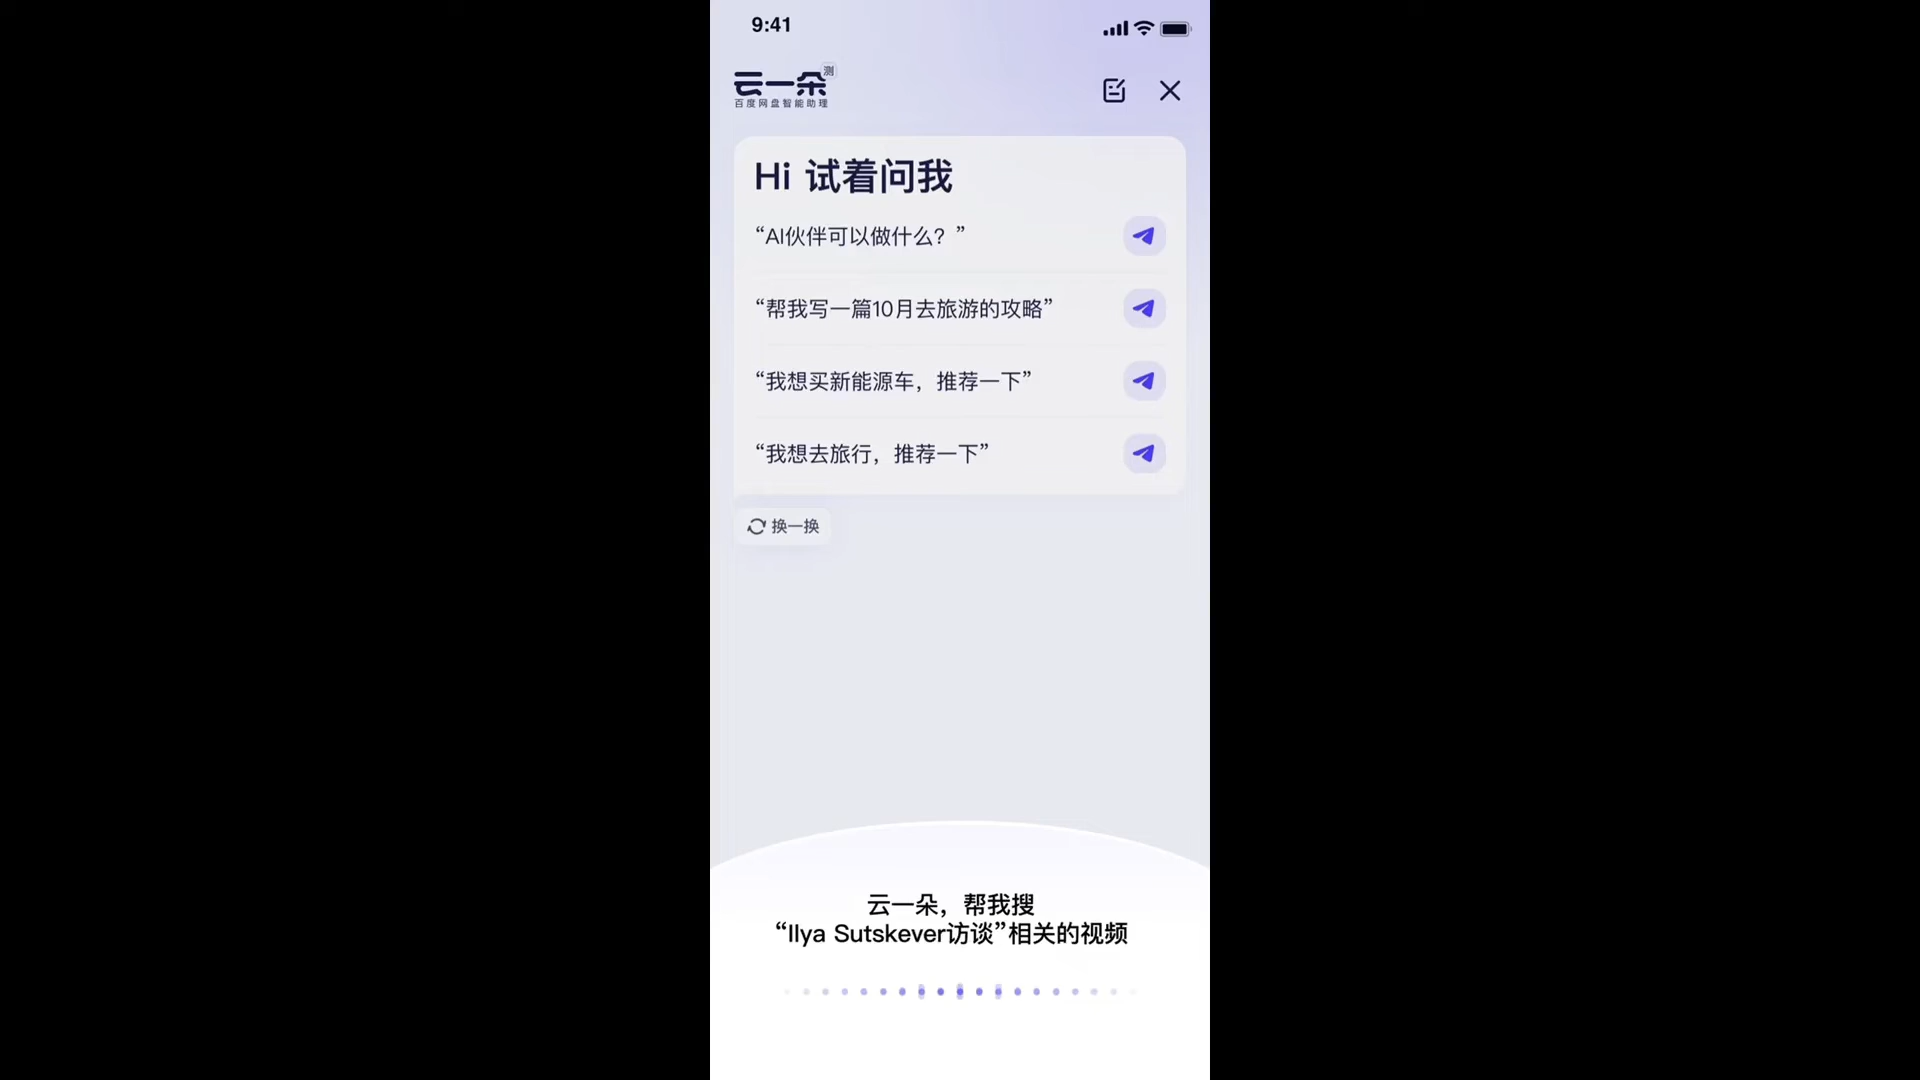 9:41
云一朵
测
百度网盘智能助理
Hi 试着问我
“AI伙伴可以做什么？”
“帮我写一篇10月去旅游的攻略”
“我想买新能源车，推荐一下”
“我想去旅行，推荐一下”
换一换
云一朵，帮我搜
“Ilya Sutskever访谈”相关的视频